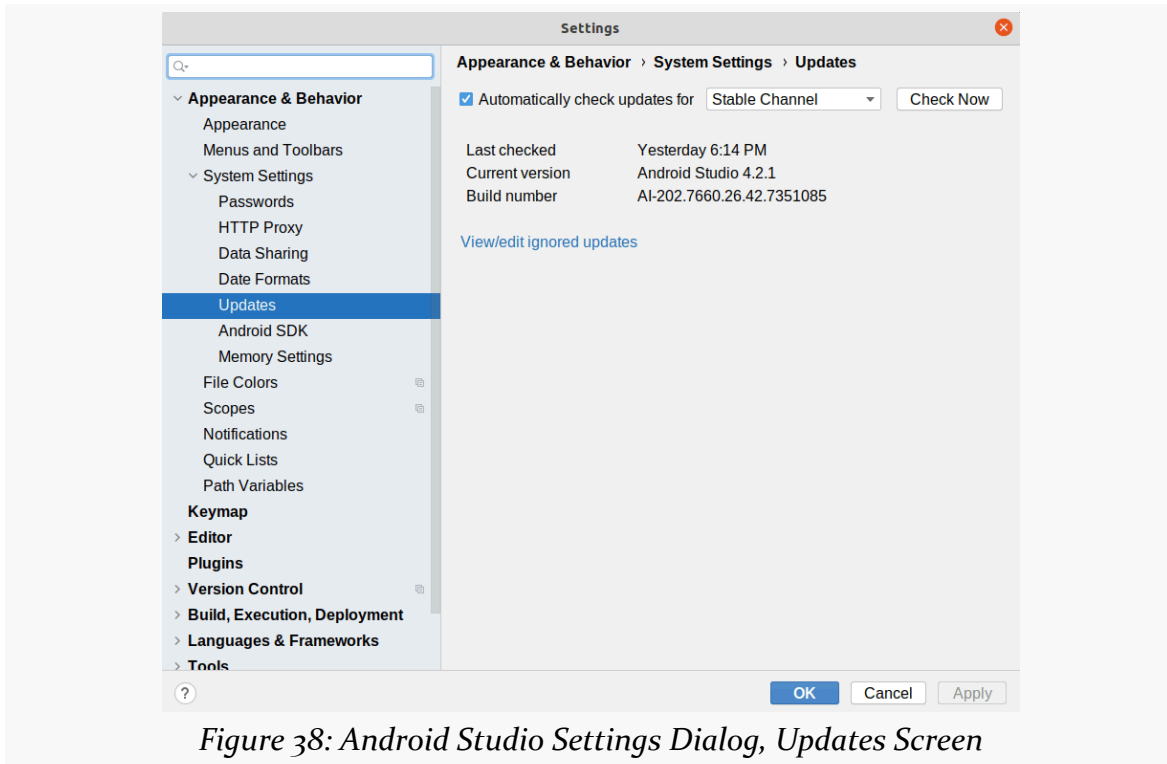 Settings
Appearance & Behavior
Appearance
Menus and Toolbars
System Settings
Passwords
HTTP Proxy
Data Sharing
Date Formats
Updates
Android SDK
Memory Settings
File Colors
Scopes
Notifications
Quick Lists
Path Variables
Keymap
Editor
Plugins
Version Control
Build, Execution, Deployment
Languages & Frameworks
Tools
Appearance & Behavior › System Settings › Updates
Automatically check updates for Stable Channel Check Now
Last checked Yesterday 6:14 PM
Current version Android Studio 4.2.1
Build number AI-202.7660.26.42.7351085
View/edit ignored updates
? OK Cancel Apply
Figure 38: Android Studio Settings Dialog, Updates Screen